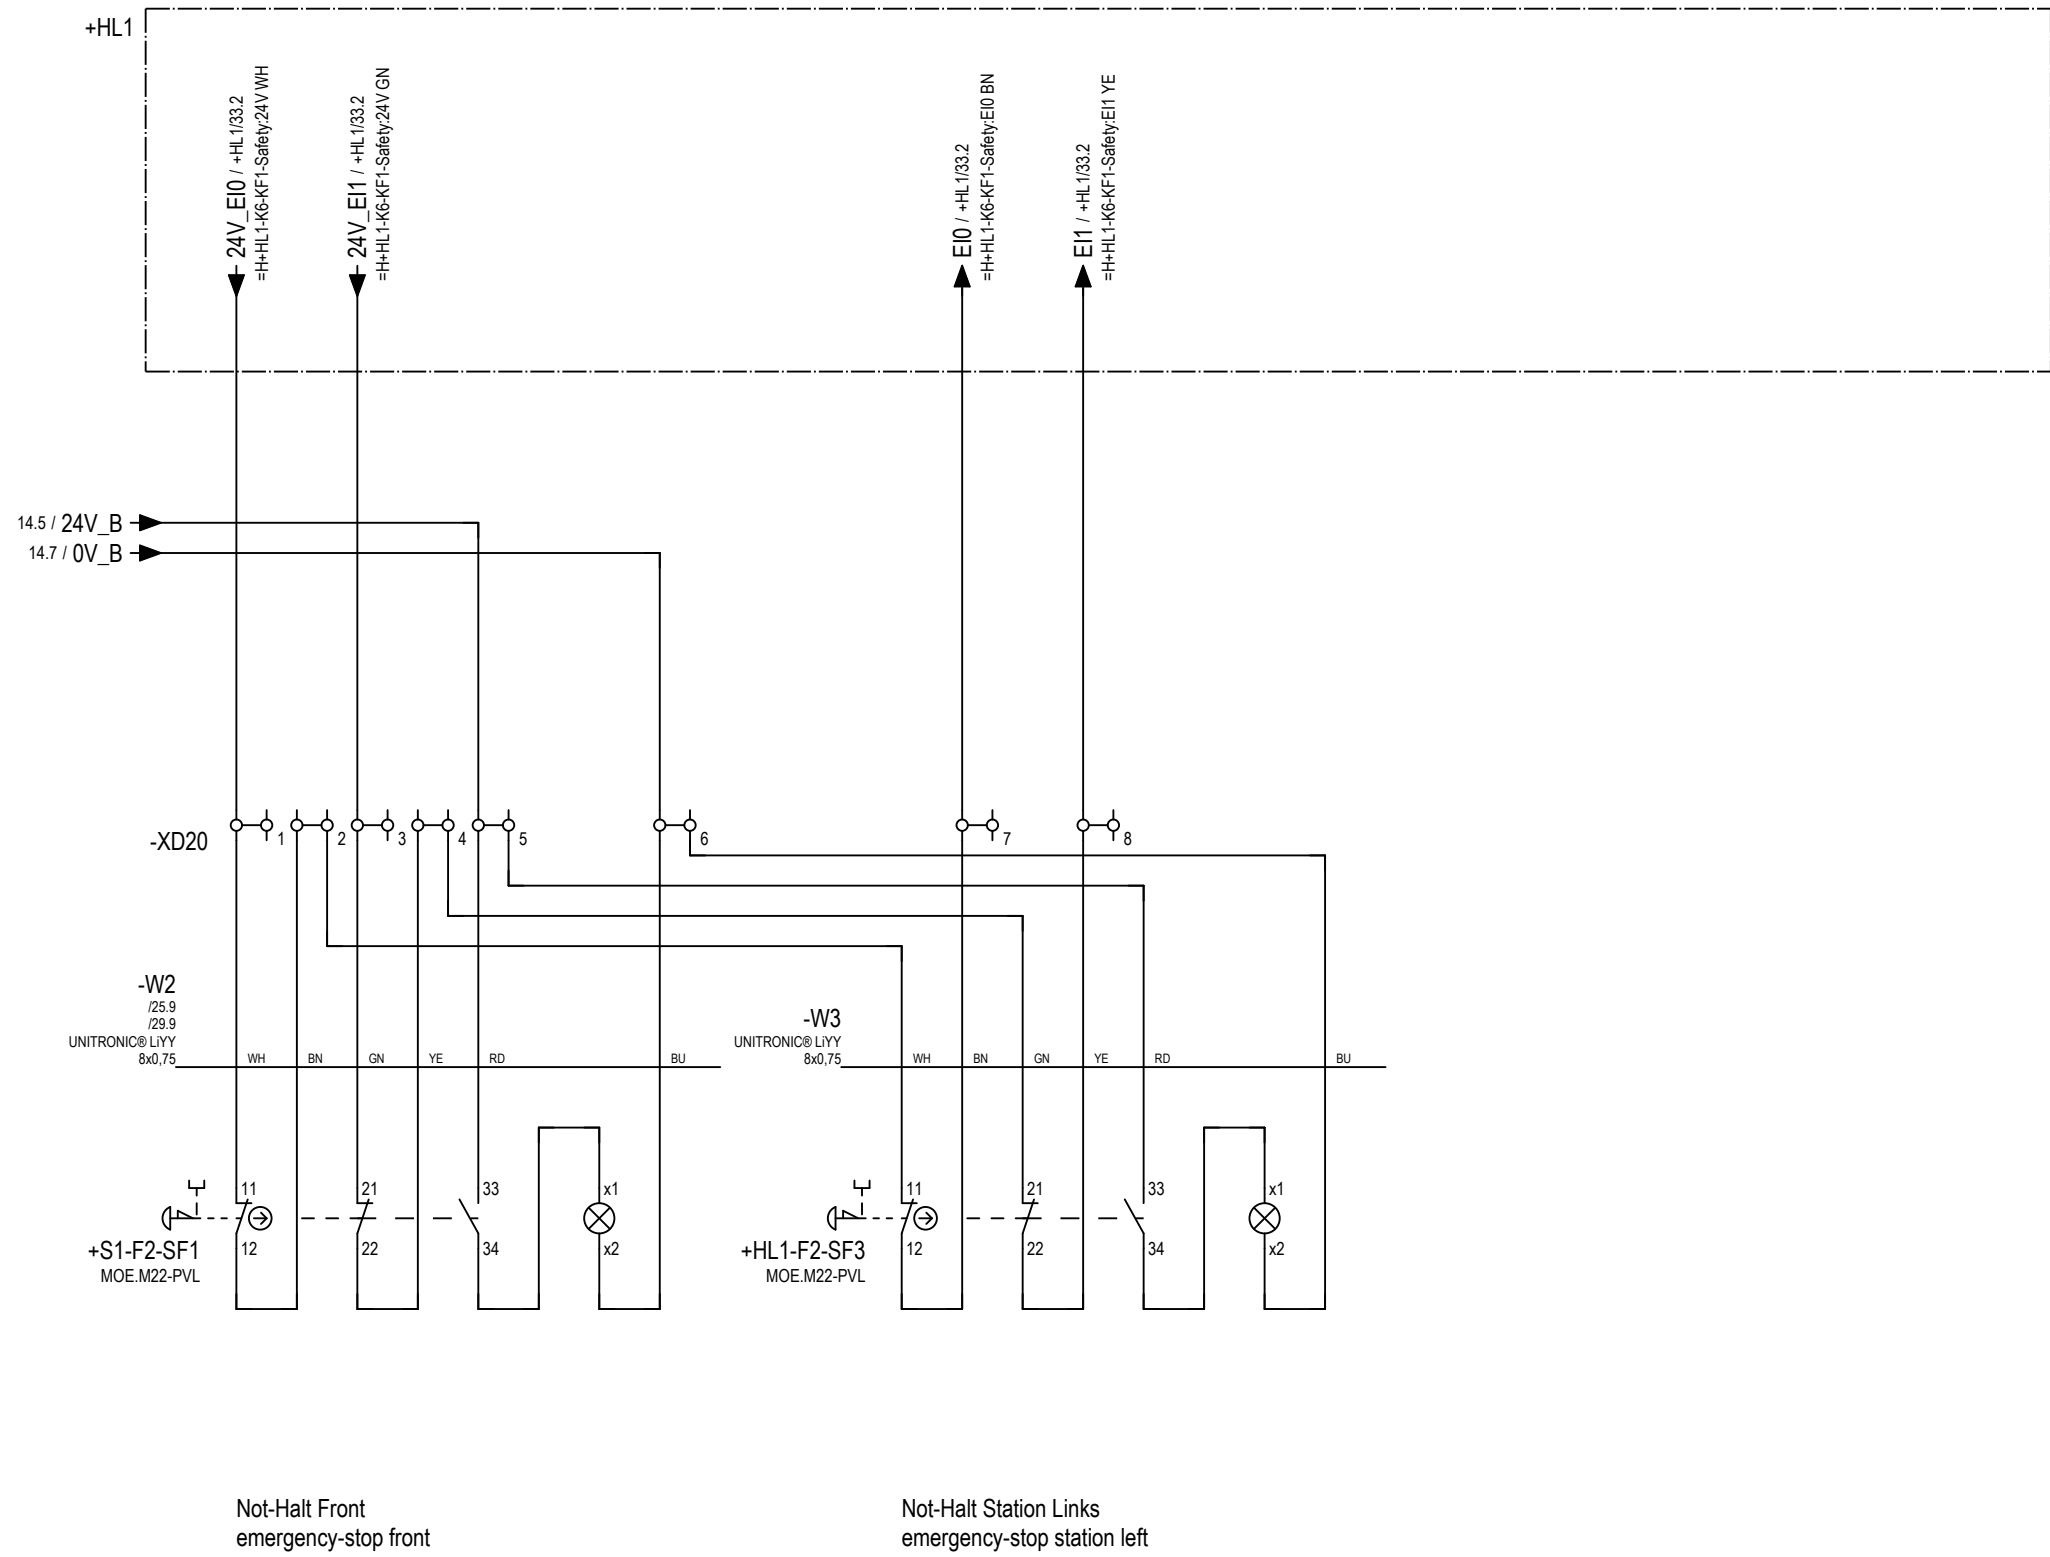 +HL1
24V_EI0 / +HL1/33.2
=H+HL1-K6-KF1-Safety:24V WH
24V_EI1 / +HL1/33.2
=H+HL1-K6-KF1-Safety:24V GN
EI0 / +HL1/33.2
=H+HL1-K6-KF1-Safety:EI0 BN
EI1 / +HL1/33.2
=H+HL1-K6-KF1-Safety:EI1 YE
14.5 / 24V_B
14.7 / 0V_B
-XD20
1 2 3 4 5 6 7 8
-W2
/25.9
/29.9
UNITRONIC® LiYY
8x0,75
WH BN GN YE RD BU
-W3
UNITRONIC® LiYY
8x0,75
WH BN GN YE RD BU
11 21 33 x1
12 22 34 x2
+S1-F2-SF1
MOE.M22-PVL
11 21 33 x1
12 22 34 x2
+HL1-F2-SF3
MOE.M22-PVL
Not-Halt Front
emergency-stop front
Not-Halt Station Links
emergency-stop station left